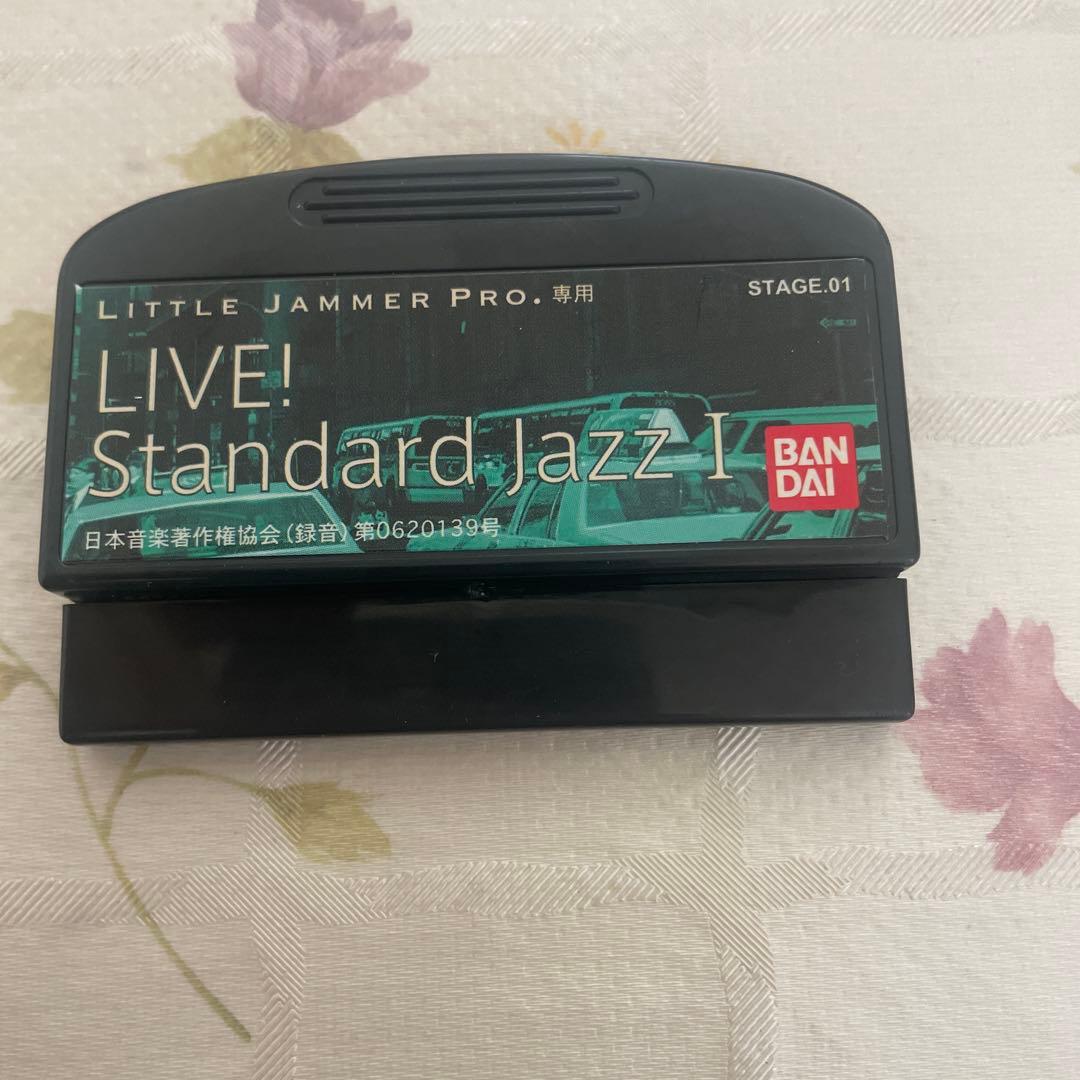 LITTLE JAMMER PRO. 専用
STAGE.01
LIVE!
Standard Jazz I
BAN
DAI
日本音楽著作権協会(録音)第0620139号